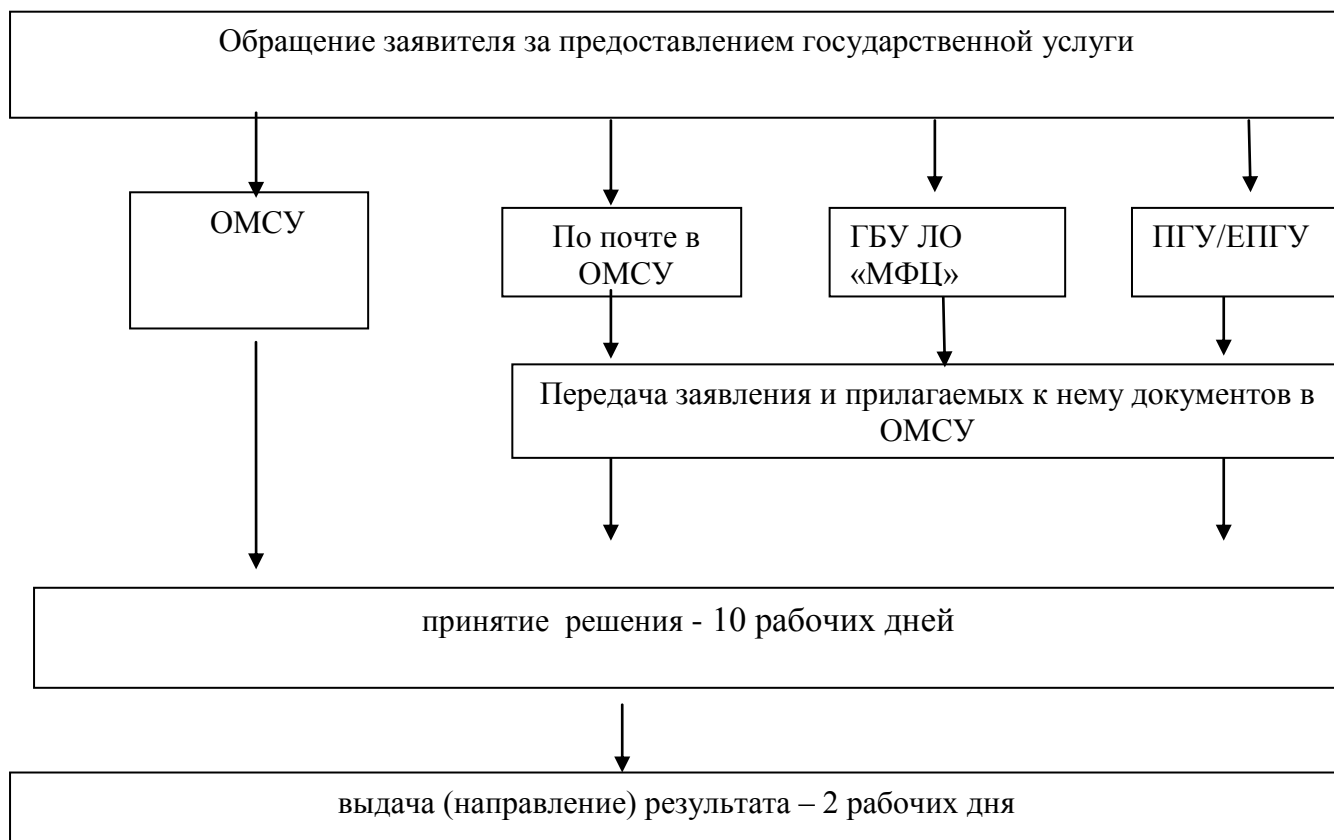 Обращение заявителя за предоставлением государственной услуги
ОМСУ
По почте в
ОМСУ
ГБУ ЛО
«МФЦ»
ПГУ/ЕПГУ
Передача заявления и прилагаемых к нему документов в
ОМСУ
принятие решения - 10 рабочих дней
выдача (направление) результата – 2 рабочих дня